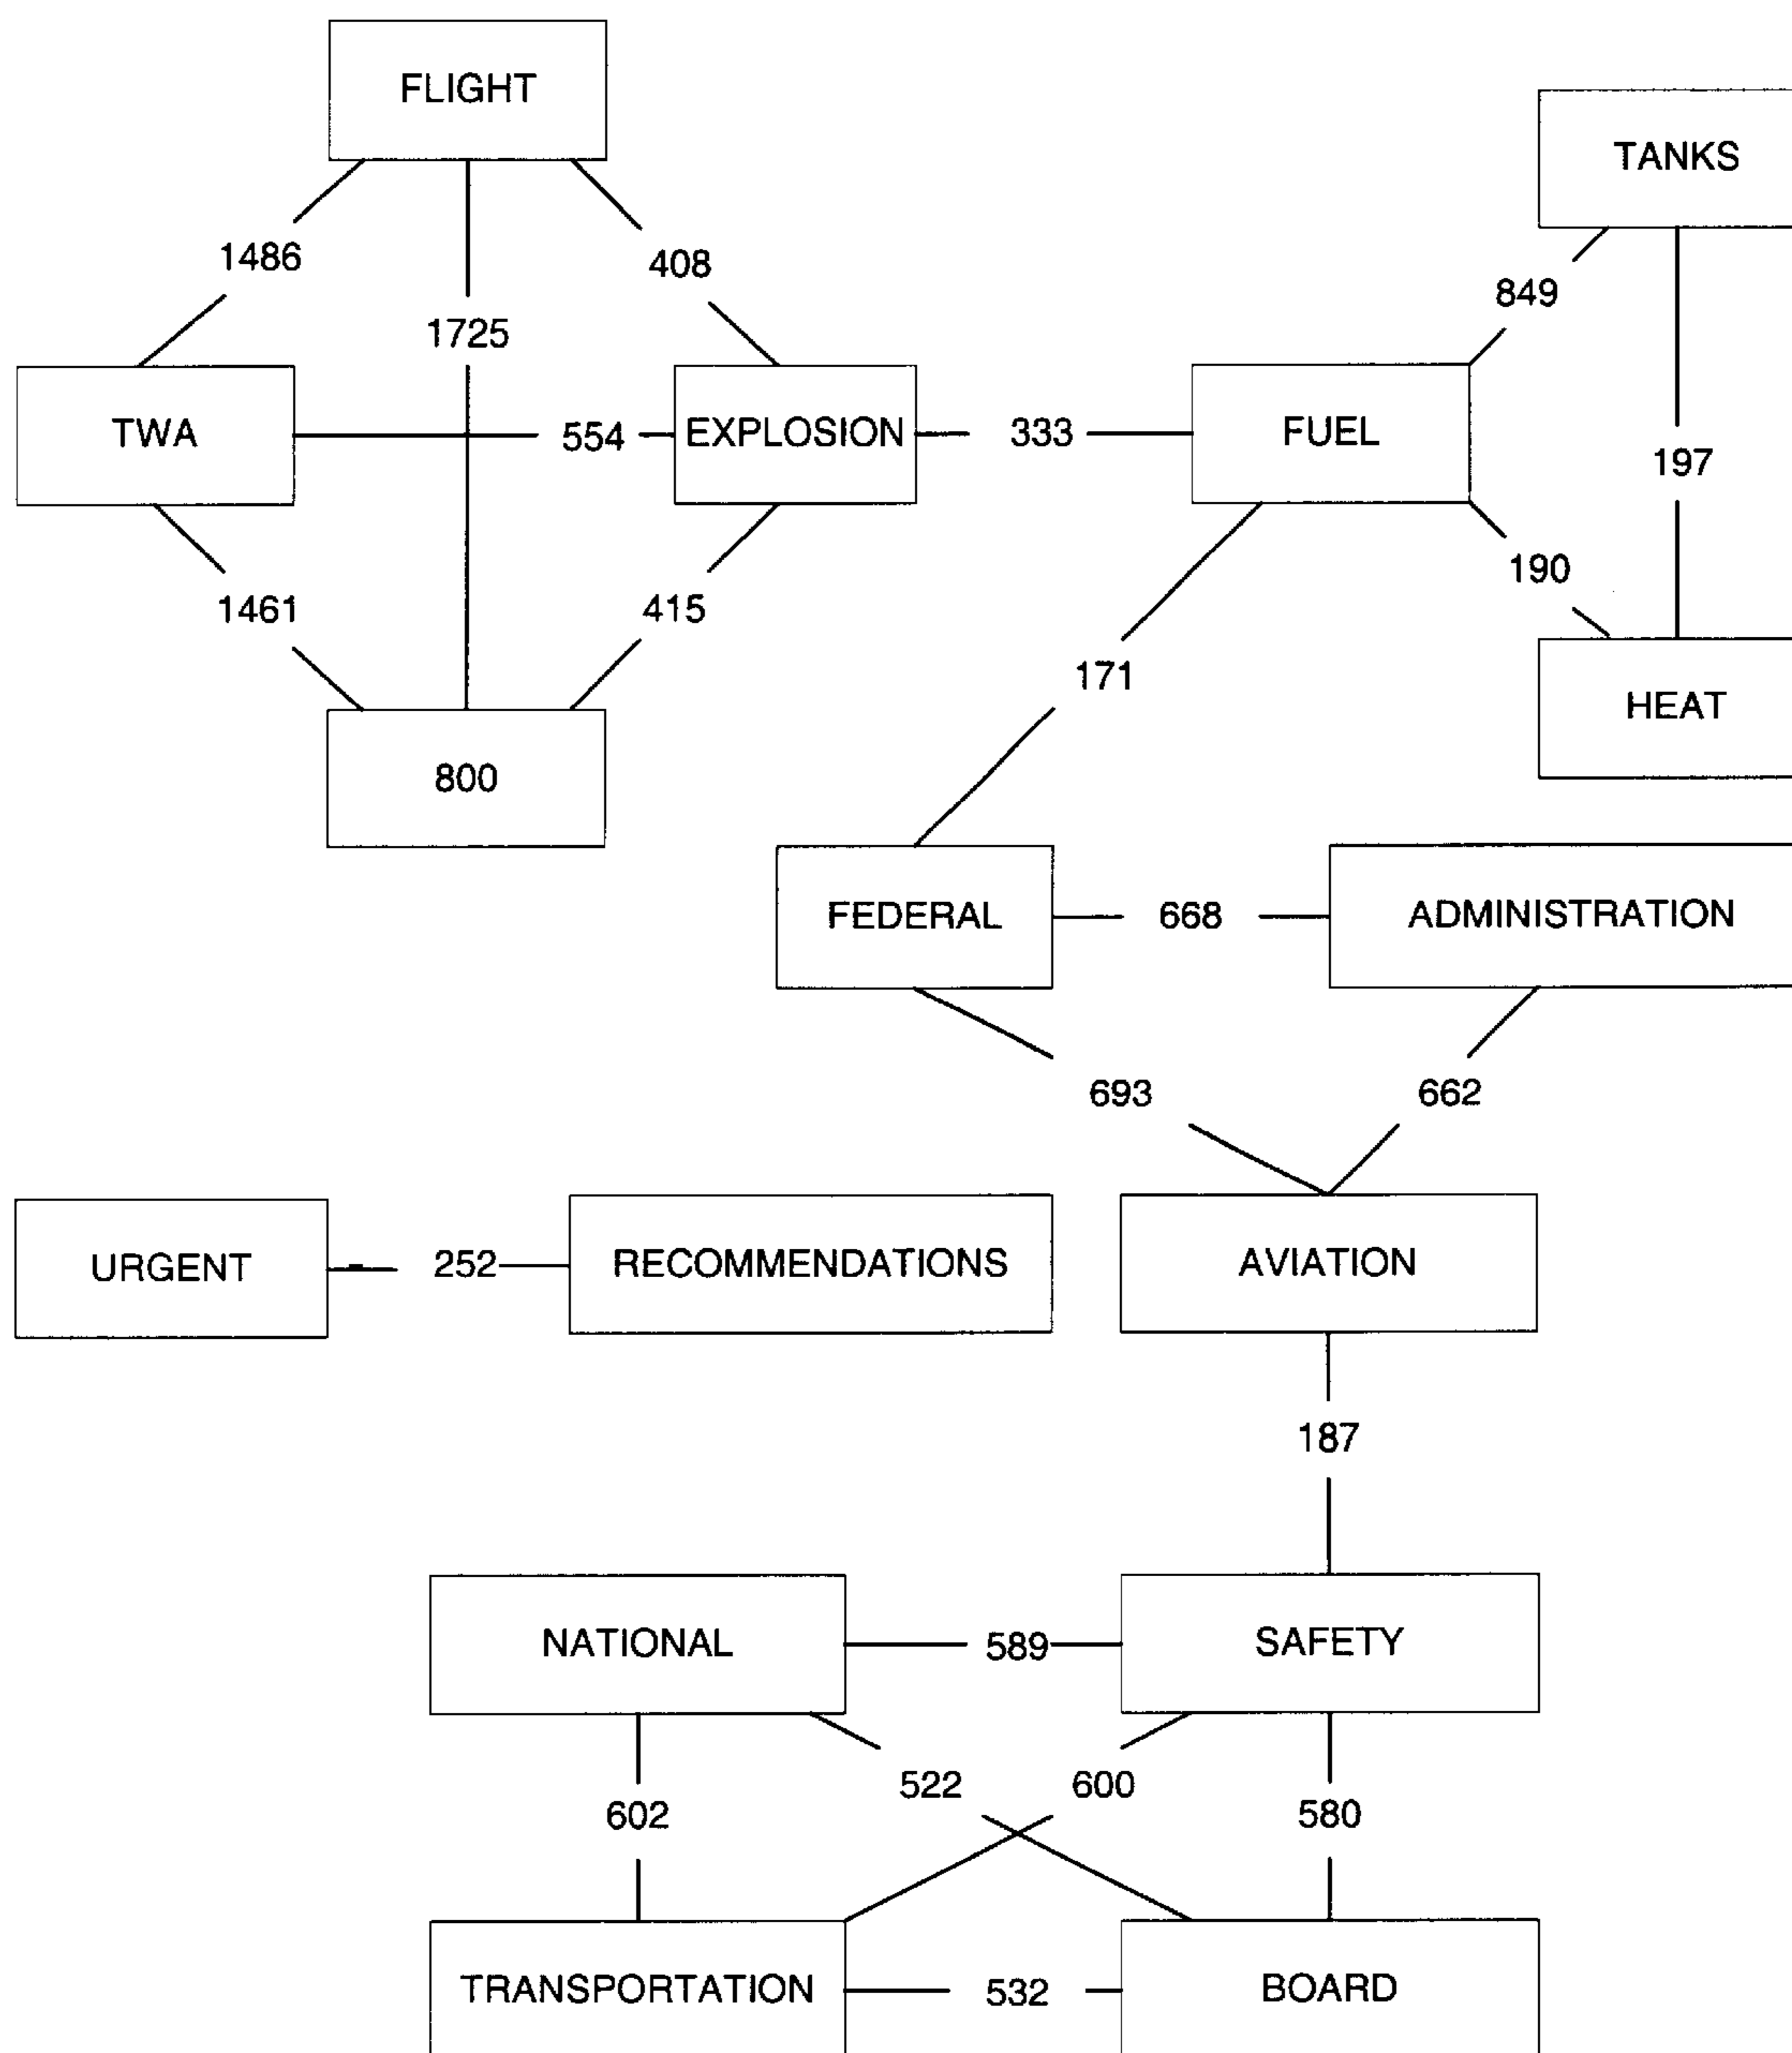 FLIGHT
TANKS
1486
408
849
1725
TWA
554
EXPLOSION
333
FUEL
197
190
1461
415
171
HEAT
800
FEDERAL
668
ADMINISTRATION
693
662
URGENT
252
RECOMMENDATIONS
AVIATION
187
NATIONAL
589
SAFETY
522
600
602
580
TRANSPORTATION
532
BOARD